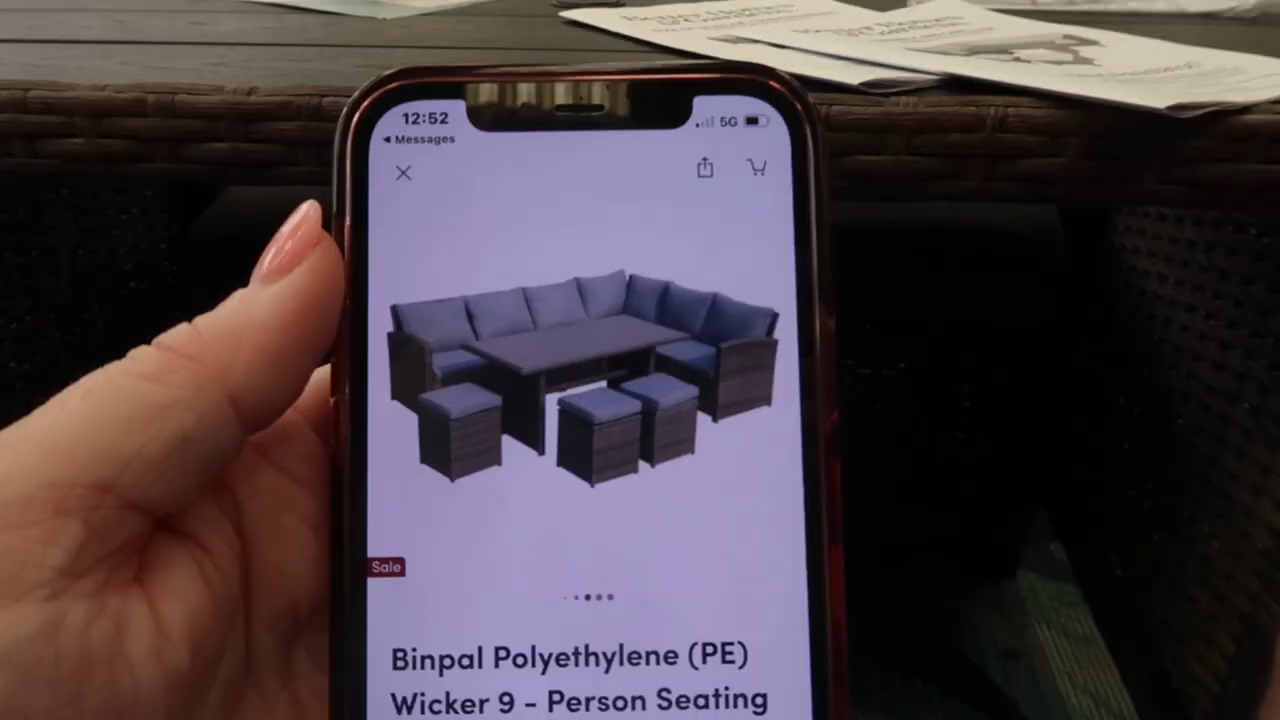 12:52
5G
Messages
Sale
Binpal Polyethylene (PE)
Wicker 9 - Person Seating